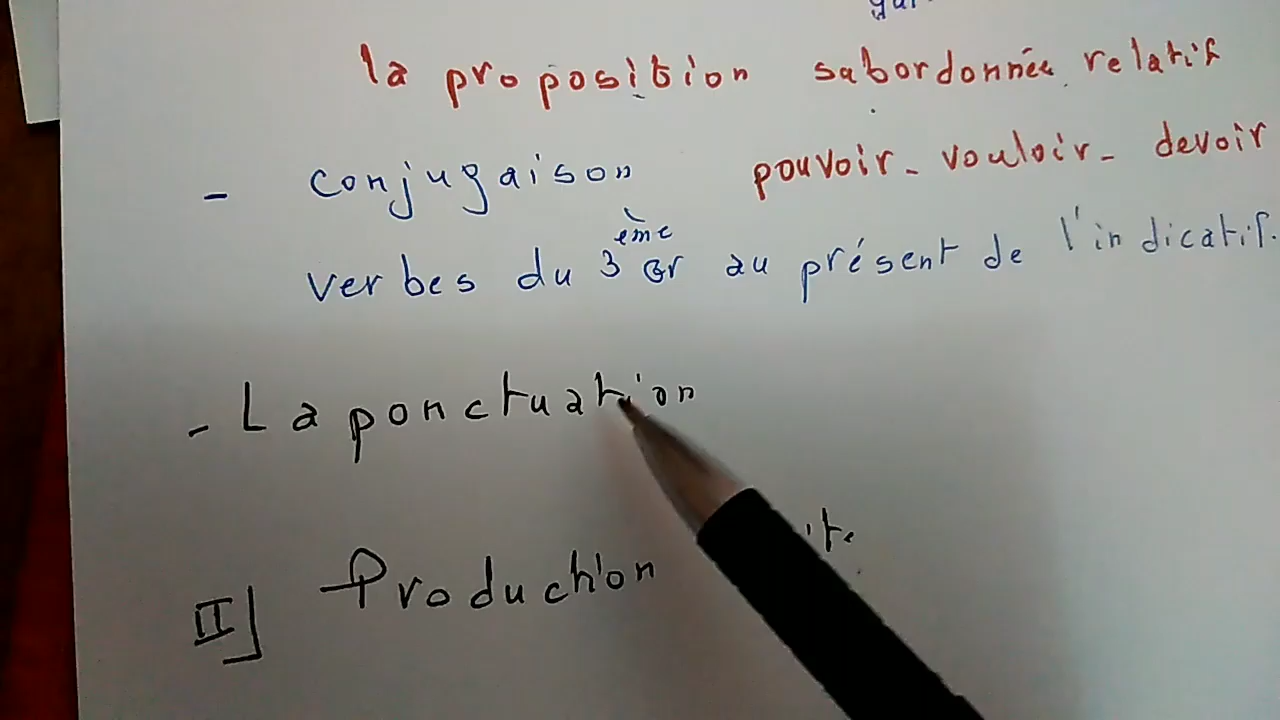 la proposition sabordonnée relatif
- conjugaison pouvoir - vouloir - devoir
verbes du 3ème Gr au présent de l'indicatif.
- La ponctuation
II] Production